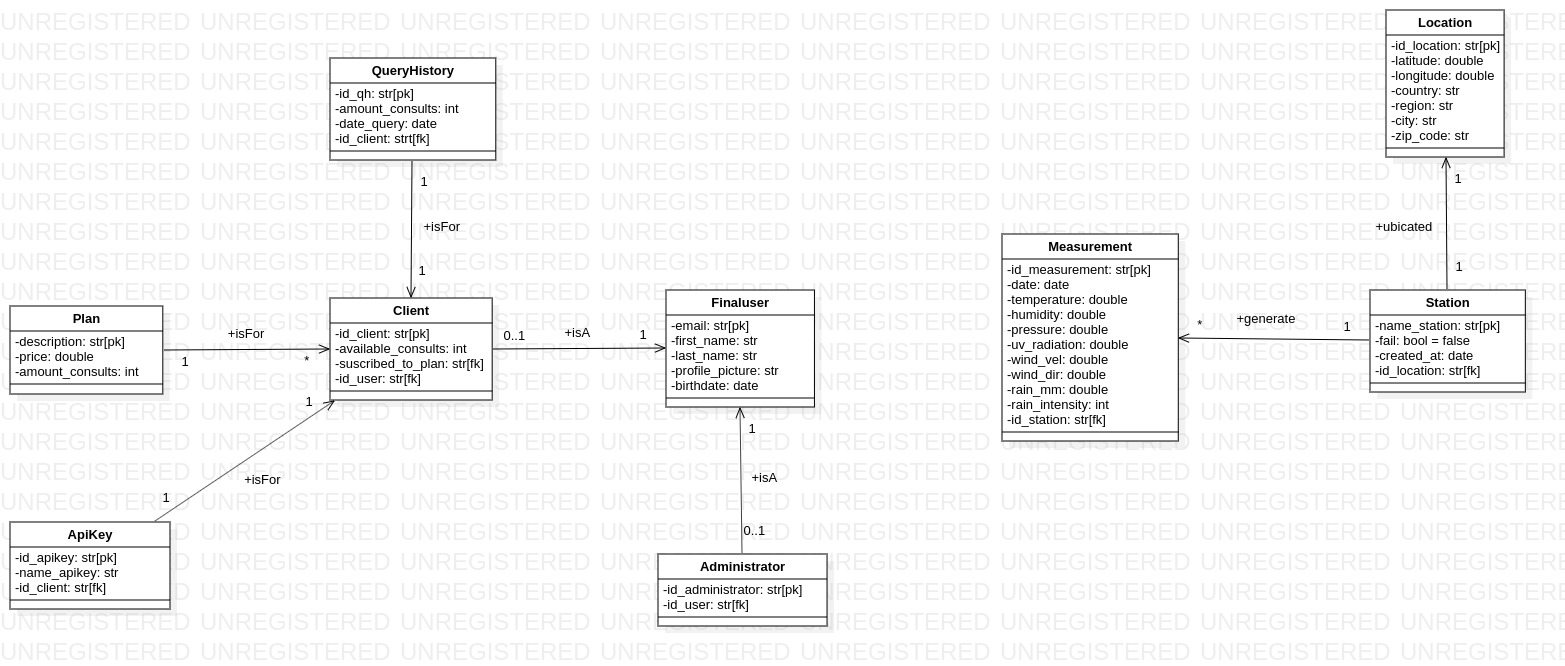 QueryHistory
-id_qh: str[pk]
-amount_consults: int
-date_query: date
-id_client: strt[fk]
1
+isFor
1
Plan
-description: str[pk]
-price: double
-amount_consults: int
1
+isFor
*
Client
-id_client: str[pk]
-available_consults: int
-suscribed_to_plan: str[fk]
-id_user: str[fk]
0..1
+isA
1
Finaluser
-email: str[pk]
-first_name: str
-last_name: str
-profile_picture: str
-birthdate: date
1
+isFor
1
ApiKey
-id_apikey: str[pk]
-name_apikey: str
-id_client: str[fk]
1
+isA
0..1
Administrator
-id_administrator: str[pk]
-id_user: str[fk]
Location
-id_location: str[pk]
-latitude: double
-longitude: double
-country: str
-region: str
-city: str
-zip_code: str
1
+ubicated
1
Measurement
-id_measurement: str[pk]
-date: date
-temperature: double
-humidity: double
-pressure: double
-uv_radiation: double
-wind_vel: double
-wind_dir: double
-rain_mm: double
-rain_intensity: int
-id_station: str[fk]
*
+generate
1
Station
-name_station: str[pk]
-fail: bool = false
-created_at: date
-id_location: str[fk]
UNREGISTERED UNREGISTERED UNREGISTERED UNREGISTERED UNREGISTERED UNREGISTERED UNREGISTERED